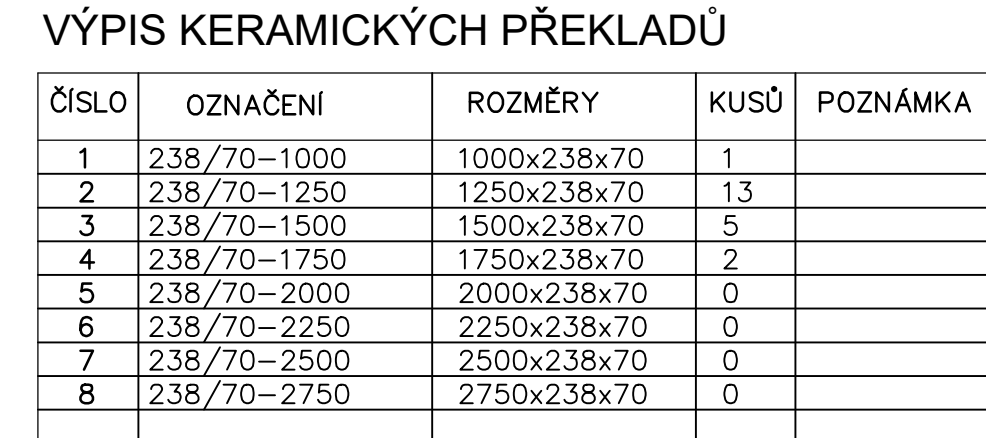 VÝPIS KERAMICKÝCH PŘEKLADŮ
ČÍSLO OZNAČENÍ ROZMĚRY KUSŮ POZNÁMKA
1 238/70-1000 1000x238x70 1
2 238/70-1250 1250x238x70 13
3 238/70-1500 1500x238x70 5
4 238/70-1750 1750x238x70 2
5 238/70-2000 2000x238x70 0
6 238/70-2250 2250x238x70 0
7 238/70-2500 2500x238x70 0
8 238/70-2750 2750x238x70 0